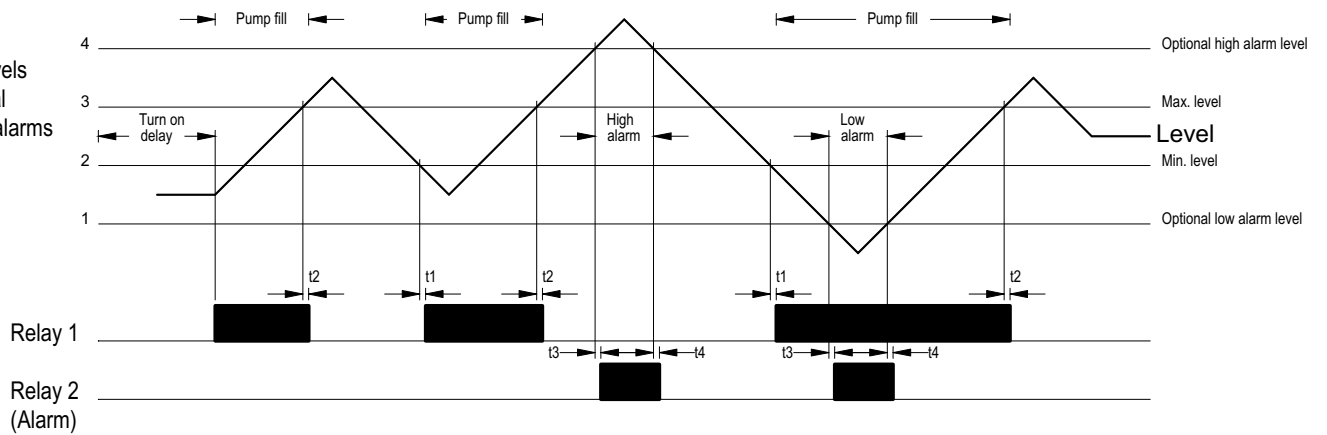 Pump fill Pump fill Pump fill
4 Optional high alarm level
3 Max. level
alarms
Turn on
delay
High
alarm
Low
alarm
Level
2 Min. level
1 Optional low alarm level
t2 t1 t2 t1 t2
Relay 1
t3 t4 t3 t4
Relay 2
(Alarm)